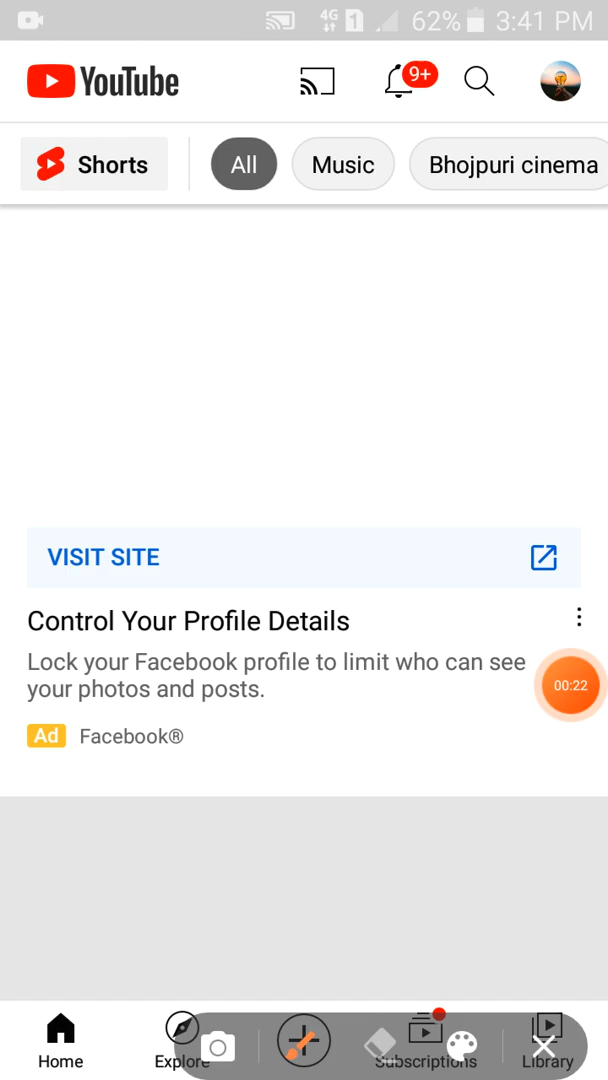 4G 1 62% 3:41 PM
YouTube 9+
Shorts All Music Bhojpuri cinema
VISIT SITE
Control Your Profile Details
Lock your Facebook profile to limit who can see
your photos and posts.
00:22
Ad Facebook®
Home Explore Subscriptions Library